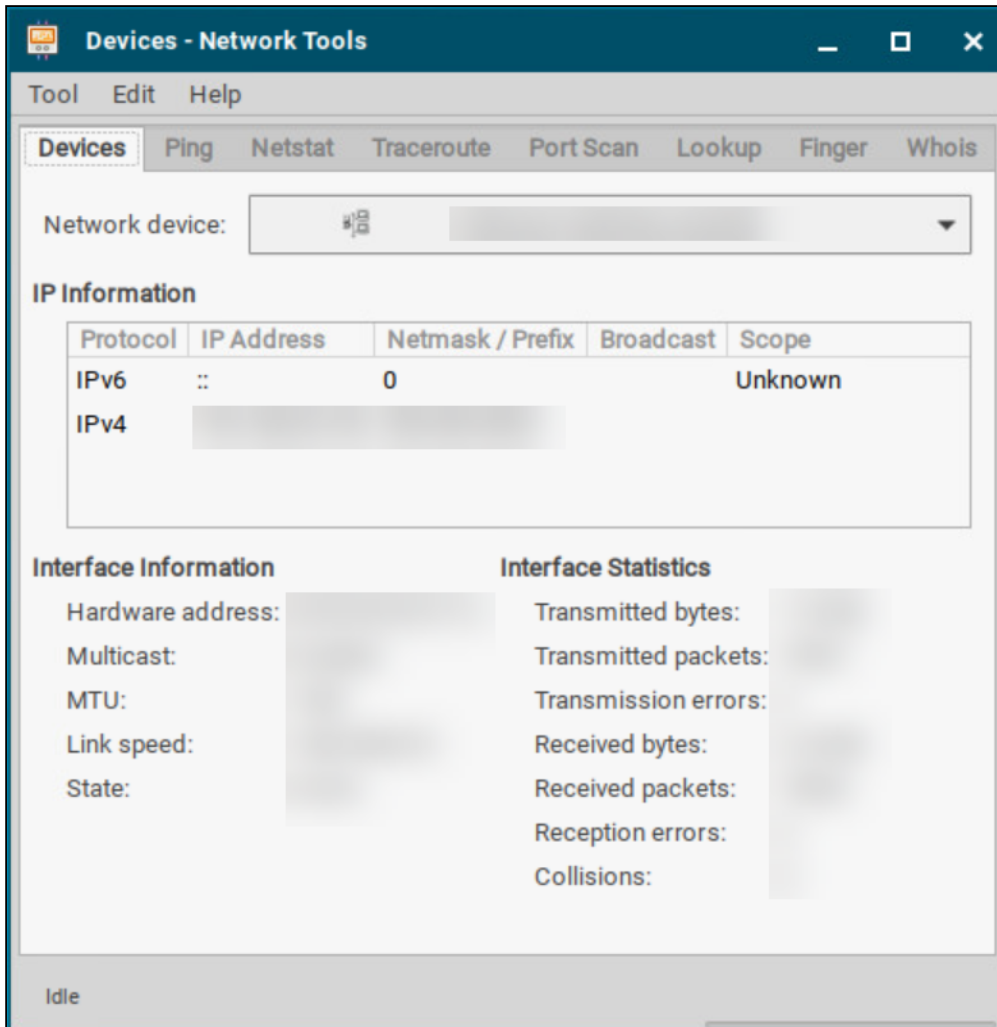 Devices - Network Tools
Tool Edit Help
Devices Ping Netstat Traceroute Port Scan Lookup Finger Whois
Network device:
IP Information
Protocol IP Address Netmask / Prefix Broadcast Scope
IPv6 :: 0 Unknown
IPv4
Interface Information
Hardware address:
Multicast:
MTU:
Link speed:
State:
Interface Statistics
Transmitted bytes:
Transmitted packets:
Transmission errors:
Received bytes:
Received packets:
Reception errors:
Collisions:
Idle